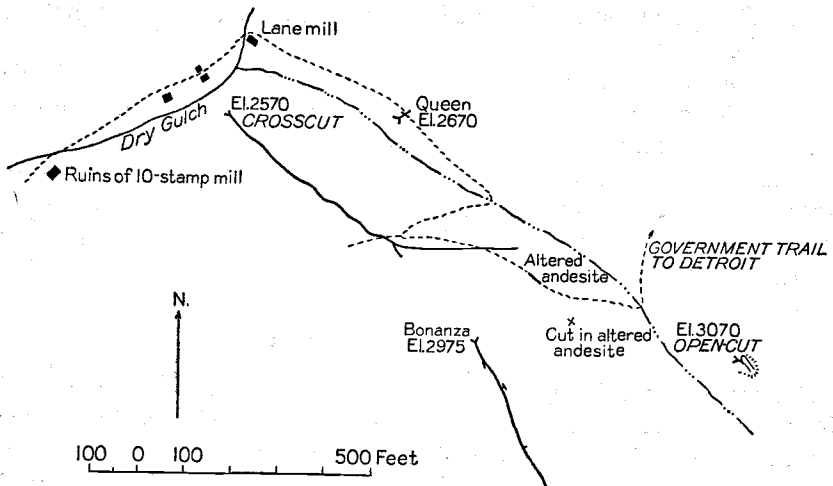 Lane mill
Queen
El.2670
El.2570
CROSSCUT
Dry Gulch
Ruins of 10-stamp mill
GOVERNMENT TRAIL
TO DETROIT
Altered
andesite
N.
Bonanza
El.2975
Cut in altered
andesite
El.3070
OPEN-CUT
100 0 100 500 Feet